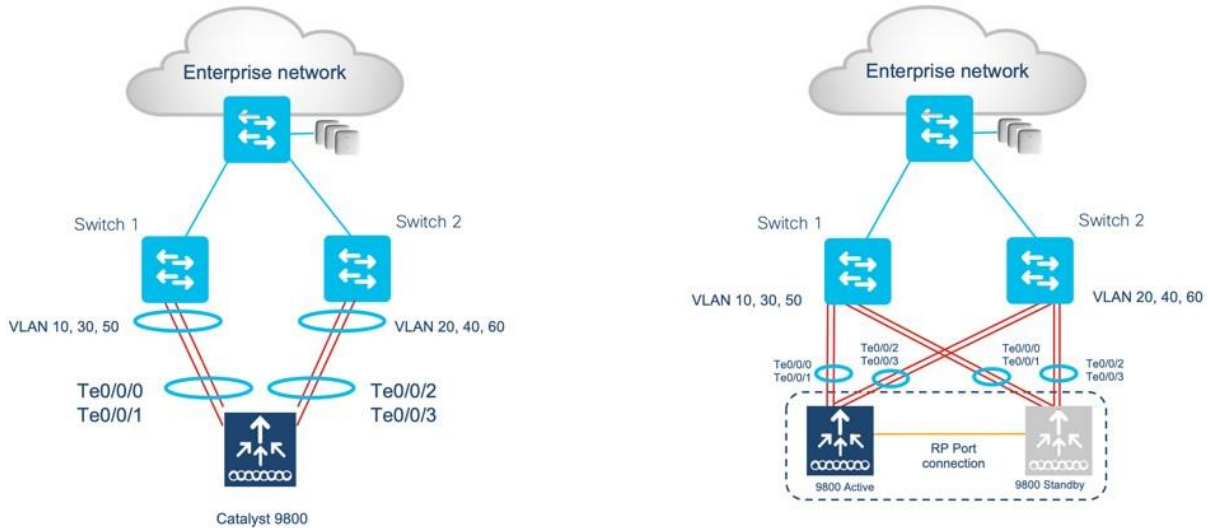 Enterprise network
Switch 1
Switch 2
VLAN 10, 30, 50
VLAN 20, 40, 60
Te0/0/0
Te0/0/1
Te0/0/2
Te0/0/3
Catalyst 9800
Enterprise network
Switch 1
Switch 2
VLAN 10, 30, 50
VLAN 20, 40, 60
Te0/0/0
Te0/0/1
Te0/0/2
Te0/0/3
Te0/0/0
Te0/0/1
Te0/0/2
Te0/0/3
RP Port
connection
9800 Active
9800 Standby